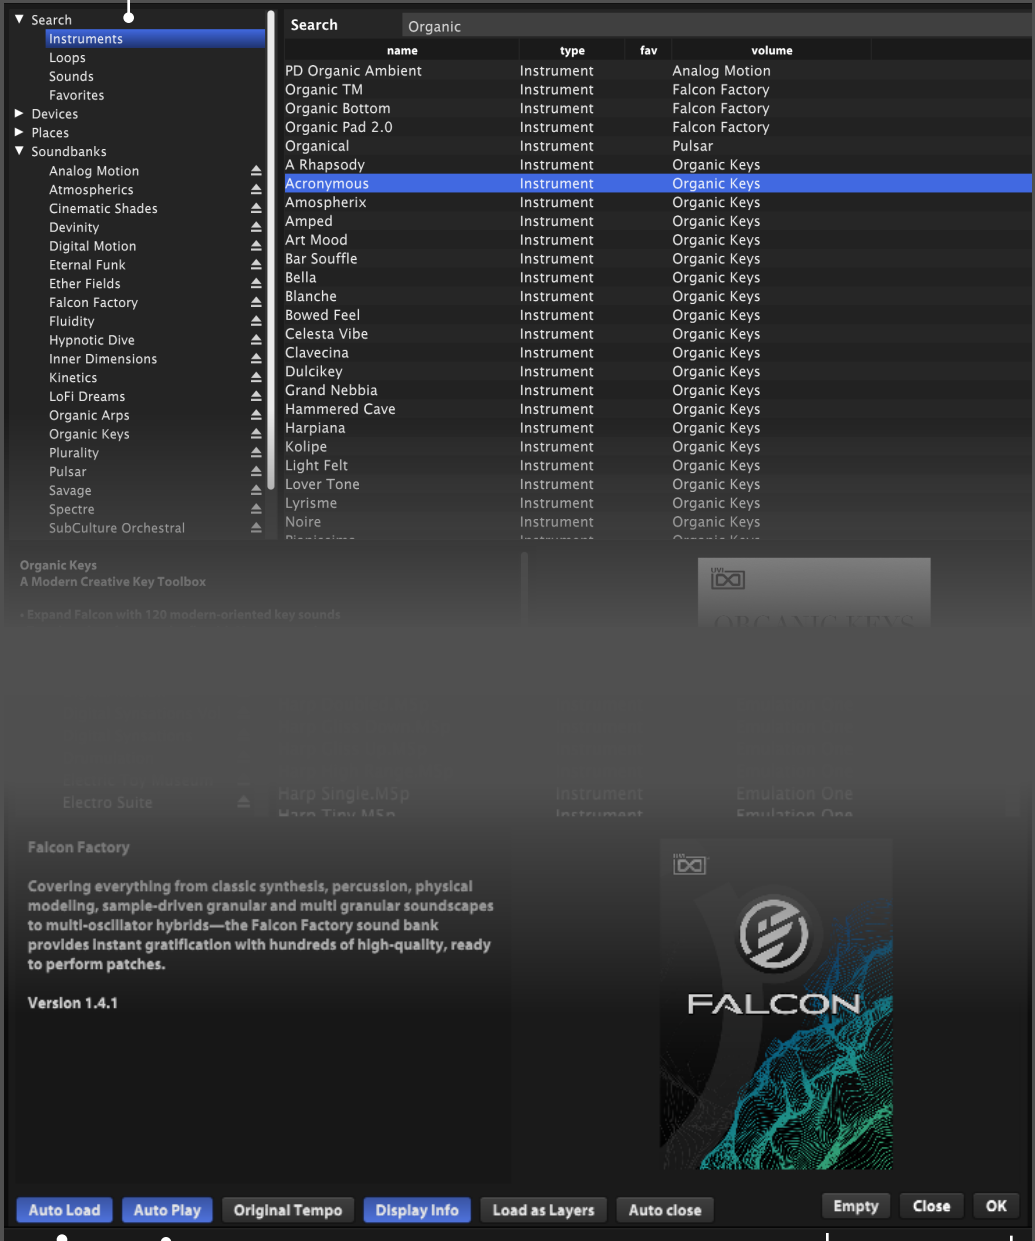 Search
Instruments
Loops
Sounds
Favorites
Devices
Places
Soundbanks
Analog Motion
Atmospherics
Cinematic Shades
Devinity
Digital Motion
Eternal Funk
Ether Fields
Falcon Factory
Fluidity
Hypnotic Dive
Inner Dimensions
Kinetics
LoFi Dreams
Organic Arps
Organic Keys
Plurality
Pulsar
Savage
Spectre
SubCulture Orchestral
Search Organic
name type fav volume
PD Organic Ambient Instrument Analog Motion
Organic TM Instrument Falcon Factory
Organic Bottom Instrument Falcon Factory
Organic Pad 2.0 Instrument Falcon Factory
Organical Instrument Pulsar
A Rhapsody Instrument Organic Keys
Acronymous Instrument Organic Keys
Amospherix Instrument Organic Keys
Amped Instrument Organic Keys
Art Mood Instrument Organic Keys
Bar Souffle Instrument Organic Keys
Bella Instrument Organic Keys
Blanche Instrument Organic Keys
Bowed Feel Instrument Organic Keys
Celesta Vibe Instrument Organic Keys
Clavecina Instrument Organic Keys
Dulcikey Instrument Organic Keys
Grand Nebbia Instrument Organic Keys
Hammered Cave Instrument Organic Keys
Harpiana Instrument Organic Keys
Kolipe Instrument Organic Keys
Light Felt Instrument Organic Keys
Lover Tone Instrument Organic Keys
Lyrisme Instrument Organic Keys
Noire Instrument Organic Keys
Organic Keys
A Modern Creative Key Toolbox
• Expand Falcon with 120 modern-oriented key sounds
UVI
ORGANIC KEYS
Electro Suite
Harp Single.M5p Instrument Emulation One
Harp Tiny.M5p Instrument Emulation One
Falcon Factory
Covering everything from classic synthesis, percussion, physical
modeling, sample-driven granular and multi granular soundscapes
to multi-oscillator hybrids—the Falcon Factory sound bank
provides instant gratification with hundreds of high-quality, ready
to perform patches.
Version 1.4.1
UVI
FALCON
Auto Load Auto Play Original Tempo Display Info Load as Layers Auto close Empty Close OK